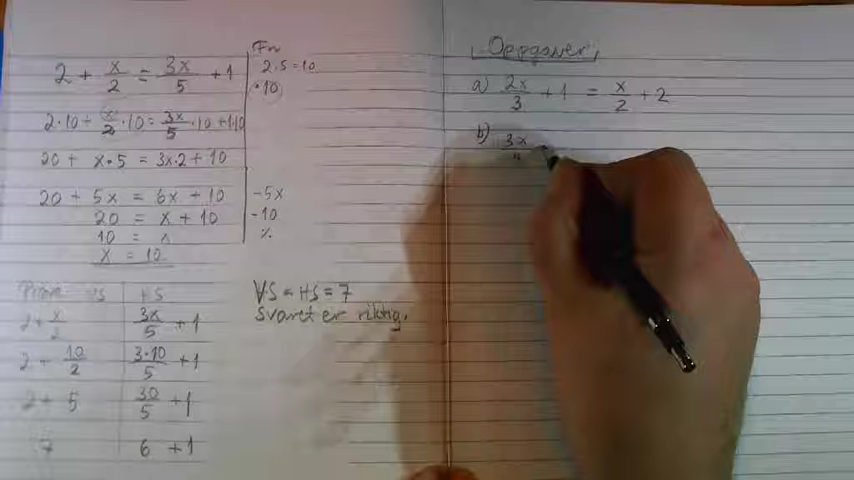 2 + x/2 = 3x/5 + 1
2·10 + x/2 ·10 = 3x/5 ·10 + 1·10
20 + x·5 = 3x·2 + 10
20 + 5x = 6x + 10 | -5x
20 = x + 10 | -10
10 = x | %
x = 10
Fn
2·5=10
·10
Prøve VS | HS
2 + x/2 | 3x/5 + 1
2 + 10/2 | 3·10/5 + 1
2 + 5 | 30/5 + 1
7 | 6 + 1
VS = HS = 7
Svaret er riktig.
Oppgaver
a) 2x/3 + 1 = x/2 + 2
b) 3x/4